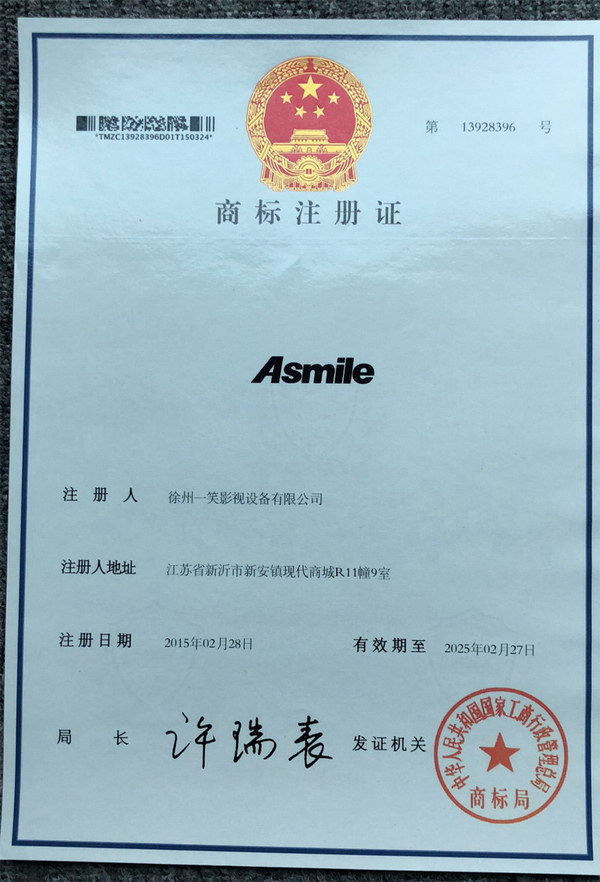 *TMZC13928396D01T150324*
第 13928396 号
商标注册证
Asmile
注册人 徐州一笑影视设备有限公司
注册人地址 江苏省新沂市新安镇现代商城R11幢9室
注册日期 2015年02月28日 有效期至 2025年02月27日
局长 许瑞表 发证机关
中华人民共和国国家工商行政管理总局
商标局